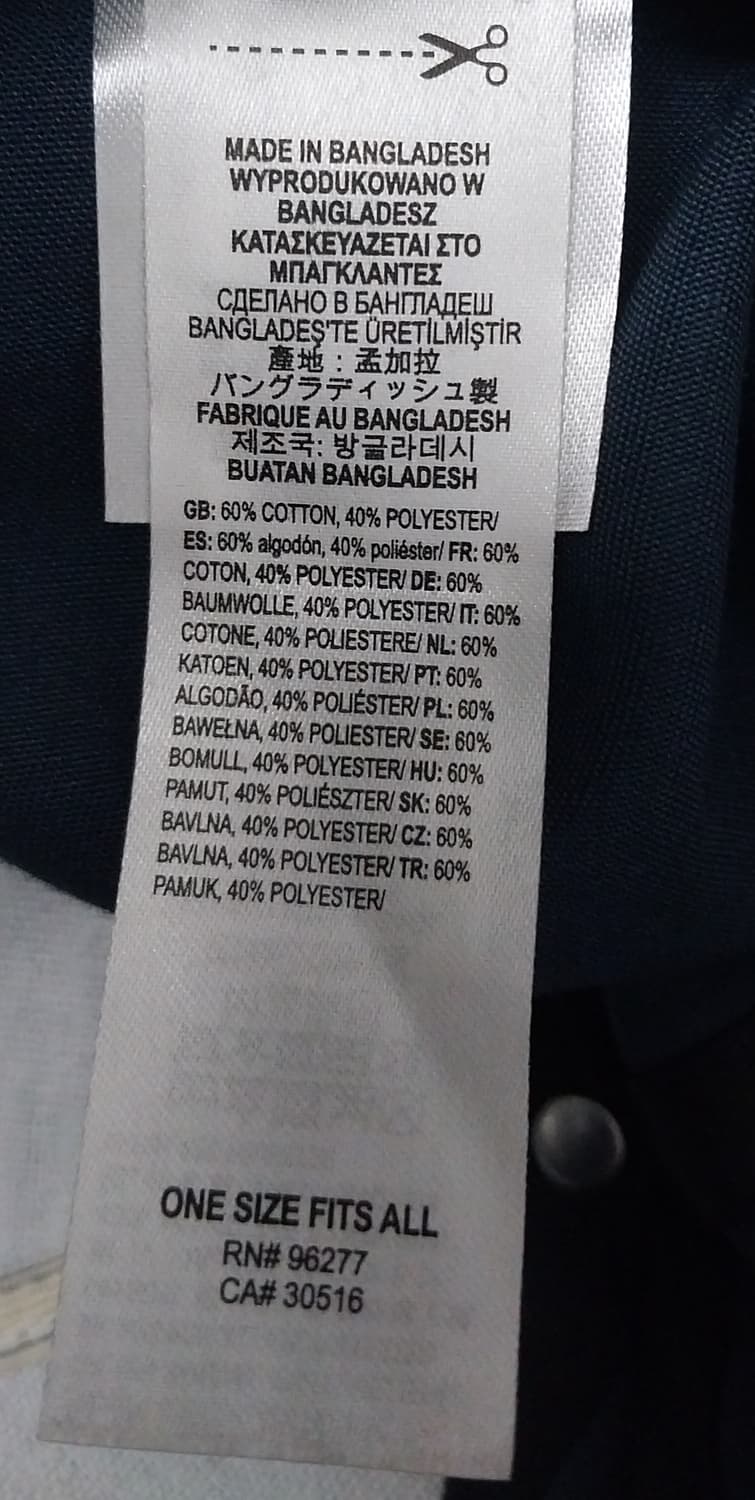 MADE IN BANGLADESH
WYPRODUKOWANO W
BANGLADESZ
ΚΑΤΑΣΚΕΥΑΖΕΤΑΙ ΣΤΟ
ΜΠΑΓΚΛΑΝΤΕΣ
СДЕЛАНО В БАНГЛАДЕШ
BANGLADEŞ'TE ÜRETİLMİŞTİR
產地：孟加拉
バングラディッシュ製
FABRIQUE AU BANGLADESH
제조국: 방글라데시
BUATAN BANGLADESH
GB: 60% COTTON, 40% POLYESTER/
ES: 60% algodón, 40% poliéster/ FR: 60%
COTON, 40% POLYESTER/ DE: 60%
BAUMWOLLE, 40% POLYESTER/ IT: 60%
COTONE, 40% POLIESTERE/ NL: 60%
KATOEN, 40% POLYESTER/ PT: 60%
ALGODÃO, 40% POLIÉSTER/ PL: 60%
BAWEŁNA, 40% POLIESTER/ SE: 60%
BOMULL, 40% POLYESTER/ HU: 60%
PAMUT, 40% POLIÉSZTER/ SK: 60%
BAVLNA, 40% POLYESTER/ CZ: 60%
BAVLNA, 40% POLYESTER/ TR: 60%
PAMUK, 40% POLYESTER/
ONE SIZE FITS ALL
RN# 96277
CA# 30516